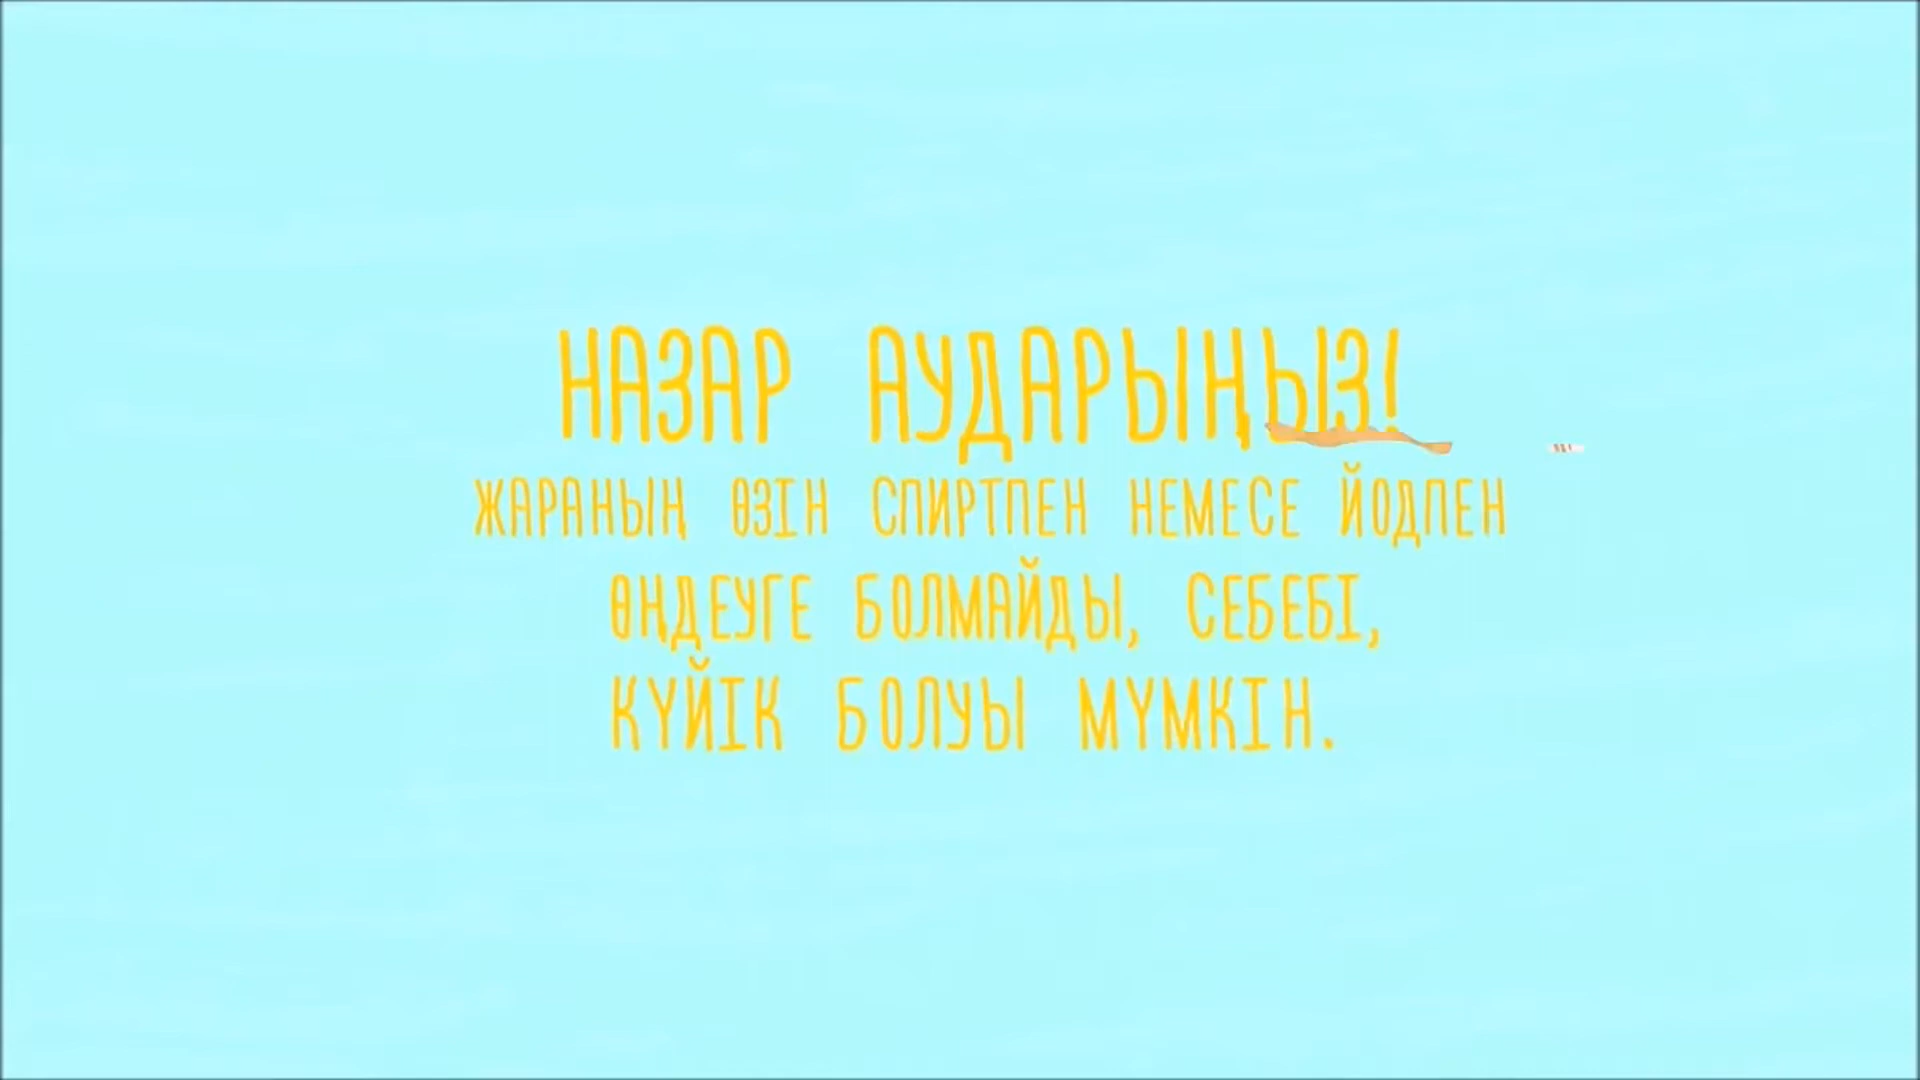 НАЗАР АУДАРЫҢЫЗ!
ЖАРАНЫҢ ӨЗІН СПИРТПЕН НЕМЕСЕ ЙОДПЕН
ӨҢДЕУГЕ БОЛМАЙДЫ, СЕБЕБІ,
КҮЙІК БОЛУЫ МҮМКІН.